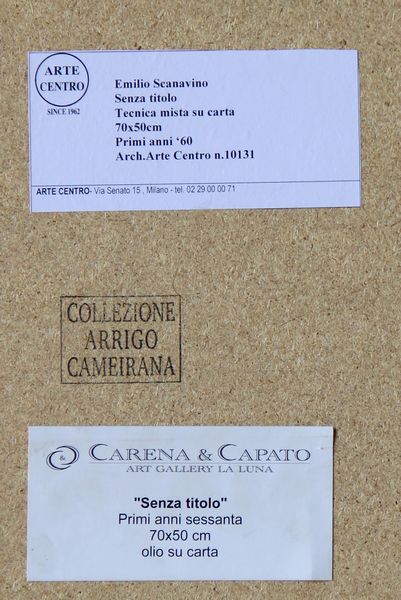 ARTE
CENTRO
SINCE 1962
Emilio Scanavino
Senza titolo
Tecnica mista su carta
70x50cm
Primi anni ‘60
Arch.Arte Centro n.10131
ARTE CENTRO- Via Senato 15 , Milano - tel. 02 29 00 00 71
COLLEZIONE
ARRIGO
CAMEIRANA
& CARENA & CAPATO
ART GALLERY LA LUNA
"Senza titolo"
Primi anni sessanta
70x50 cm
olio su carta